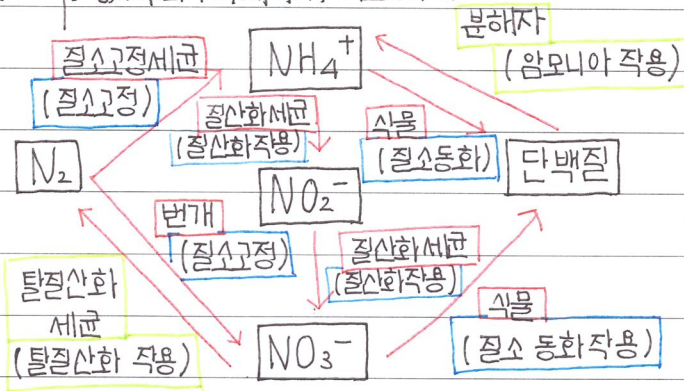 분해자
(암모니아 작용)
질소고정세균
(질소고정)
NH₄⁺
질산화세균
(질산화작용)
식물
(질소동화)
N₂
단백질
NO₂⁻
번개
(질소고정)
질산화세균
(질산화작용)
탈질산화
세균
(탈질산화 작용)
식물
(질소 동화작용)
NO₃⁻